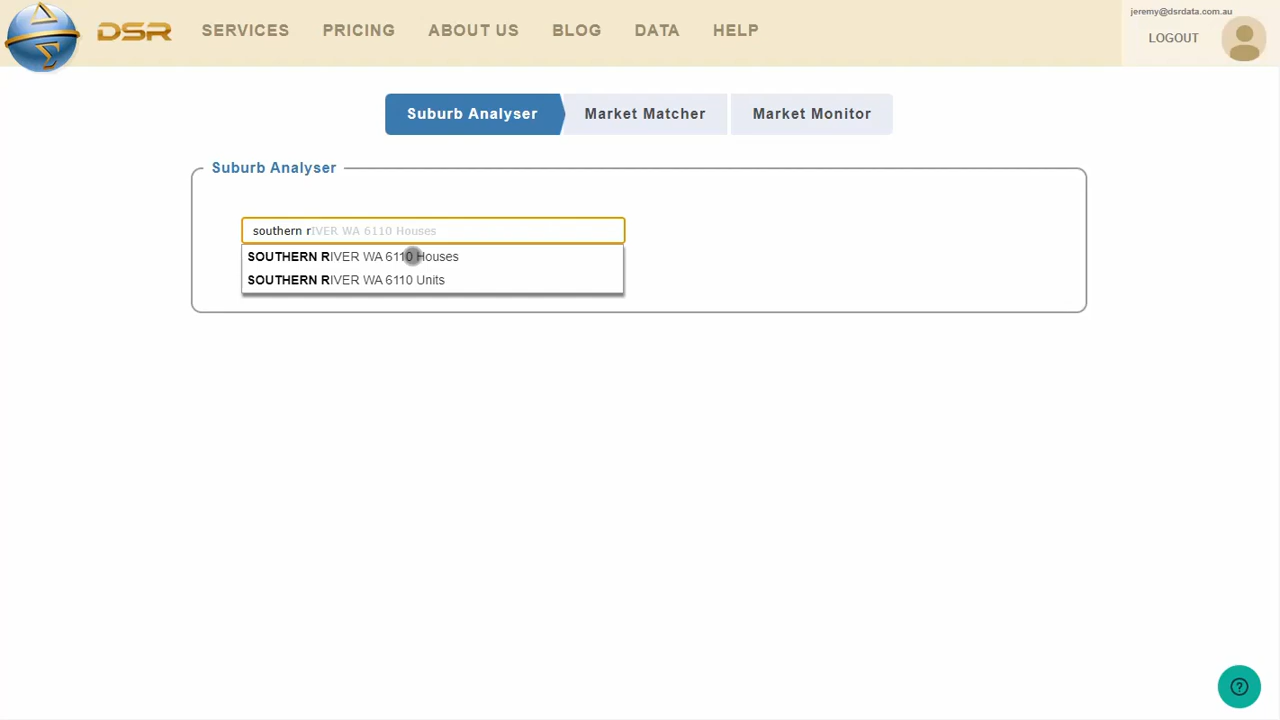 jeremy@dsrdata.com.au
DSR SERVICES PRICING ABOUT US BLOG DATA HELP LOGOUT
Suburb Analyser Market Matcher Market Monitor
Suburb Analyser
southern rIVER WA 6110 Houses
SOUTHERN RIVER WA 6110 Houses
SOUTHERN RIVER WA 6110 Units